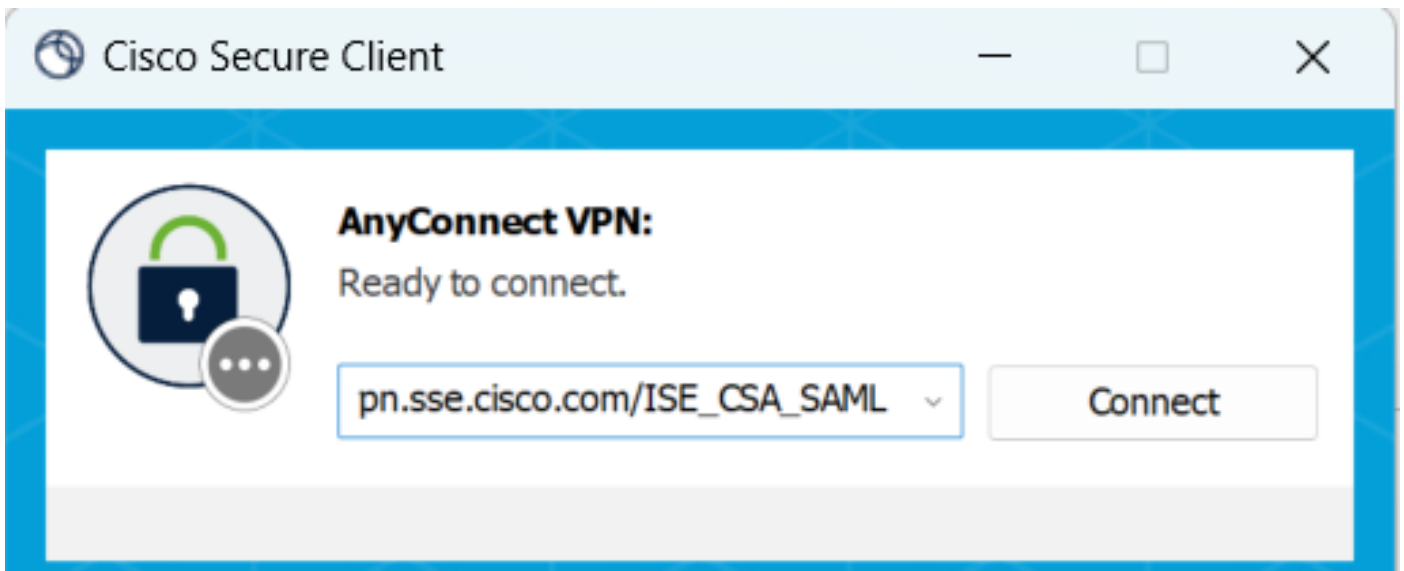 Cisco Secure Client
AnyConnect VPN:
Ready to connect.
pn.sse.cisco.com/ISE_CSA_SAML
Connect